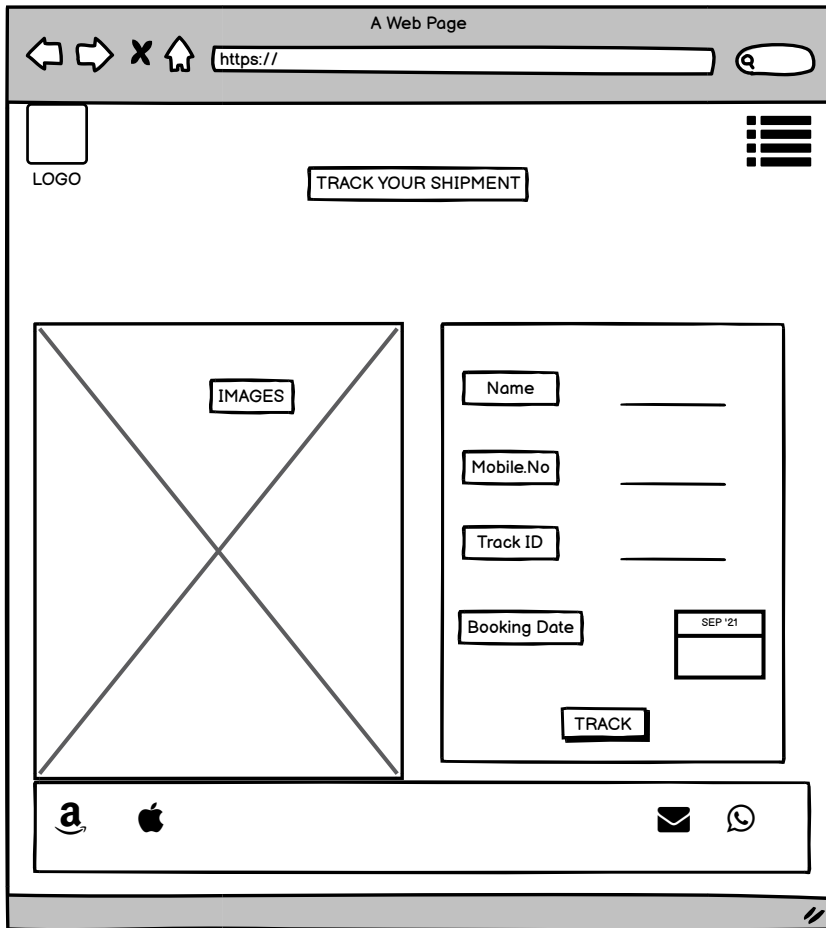 A Web Page
https://
LOGO
TRACK YOUR SHIPMENT
IMAGES
Name
Mobile.No
Track ID
Booking Date
SEP '21
TRACK
a